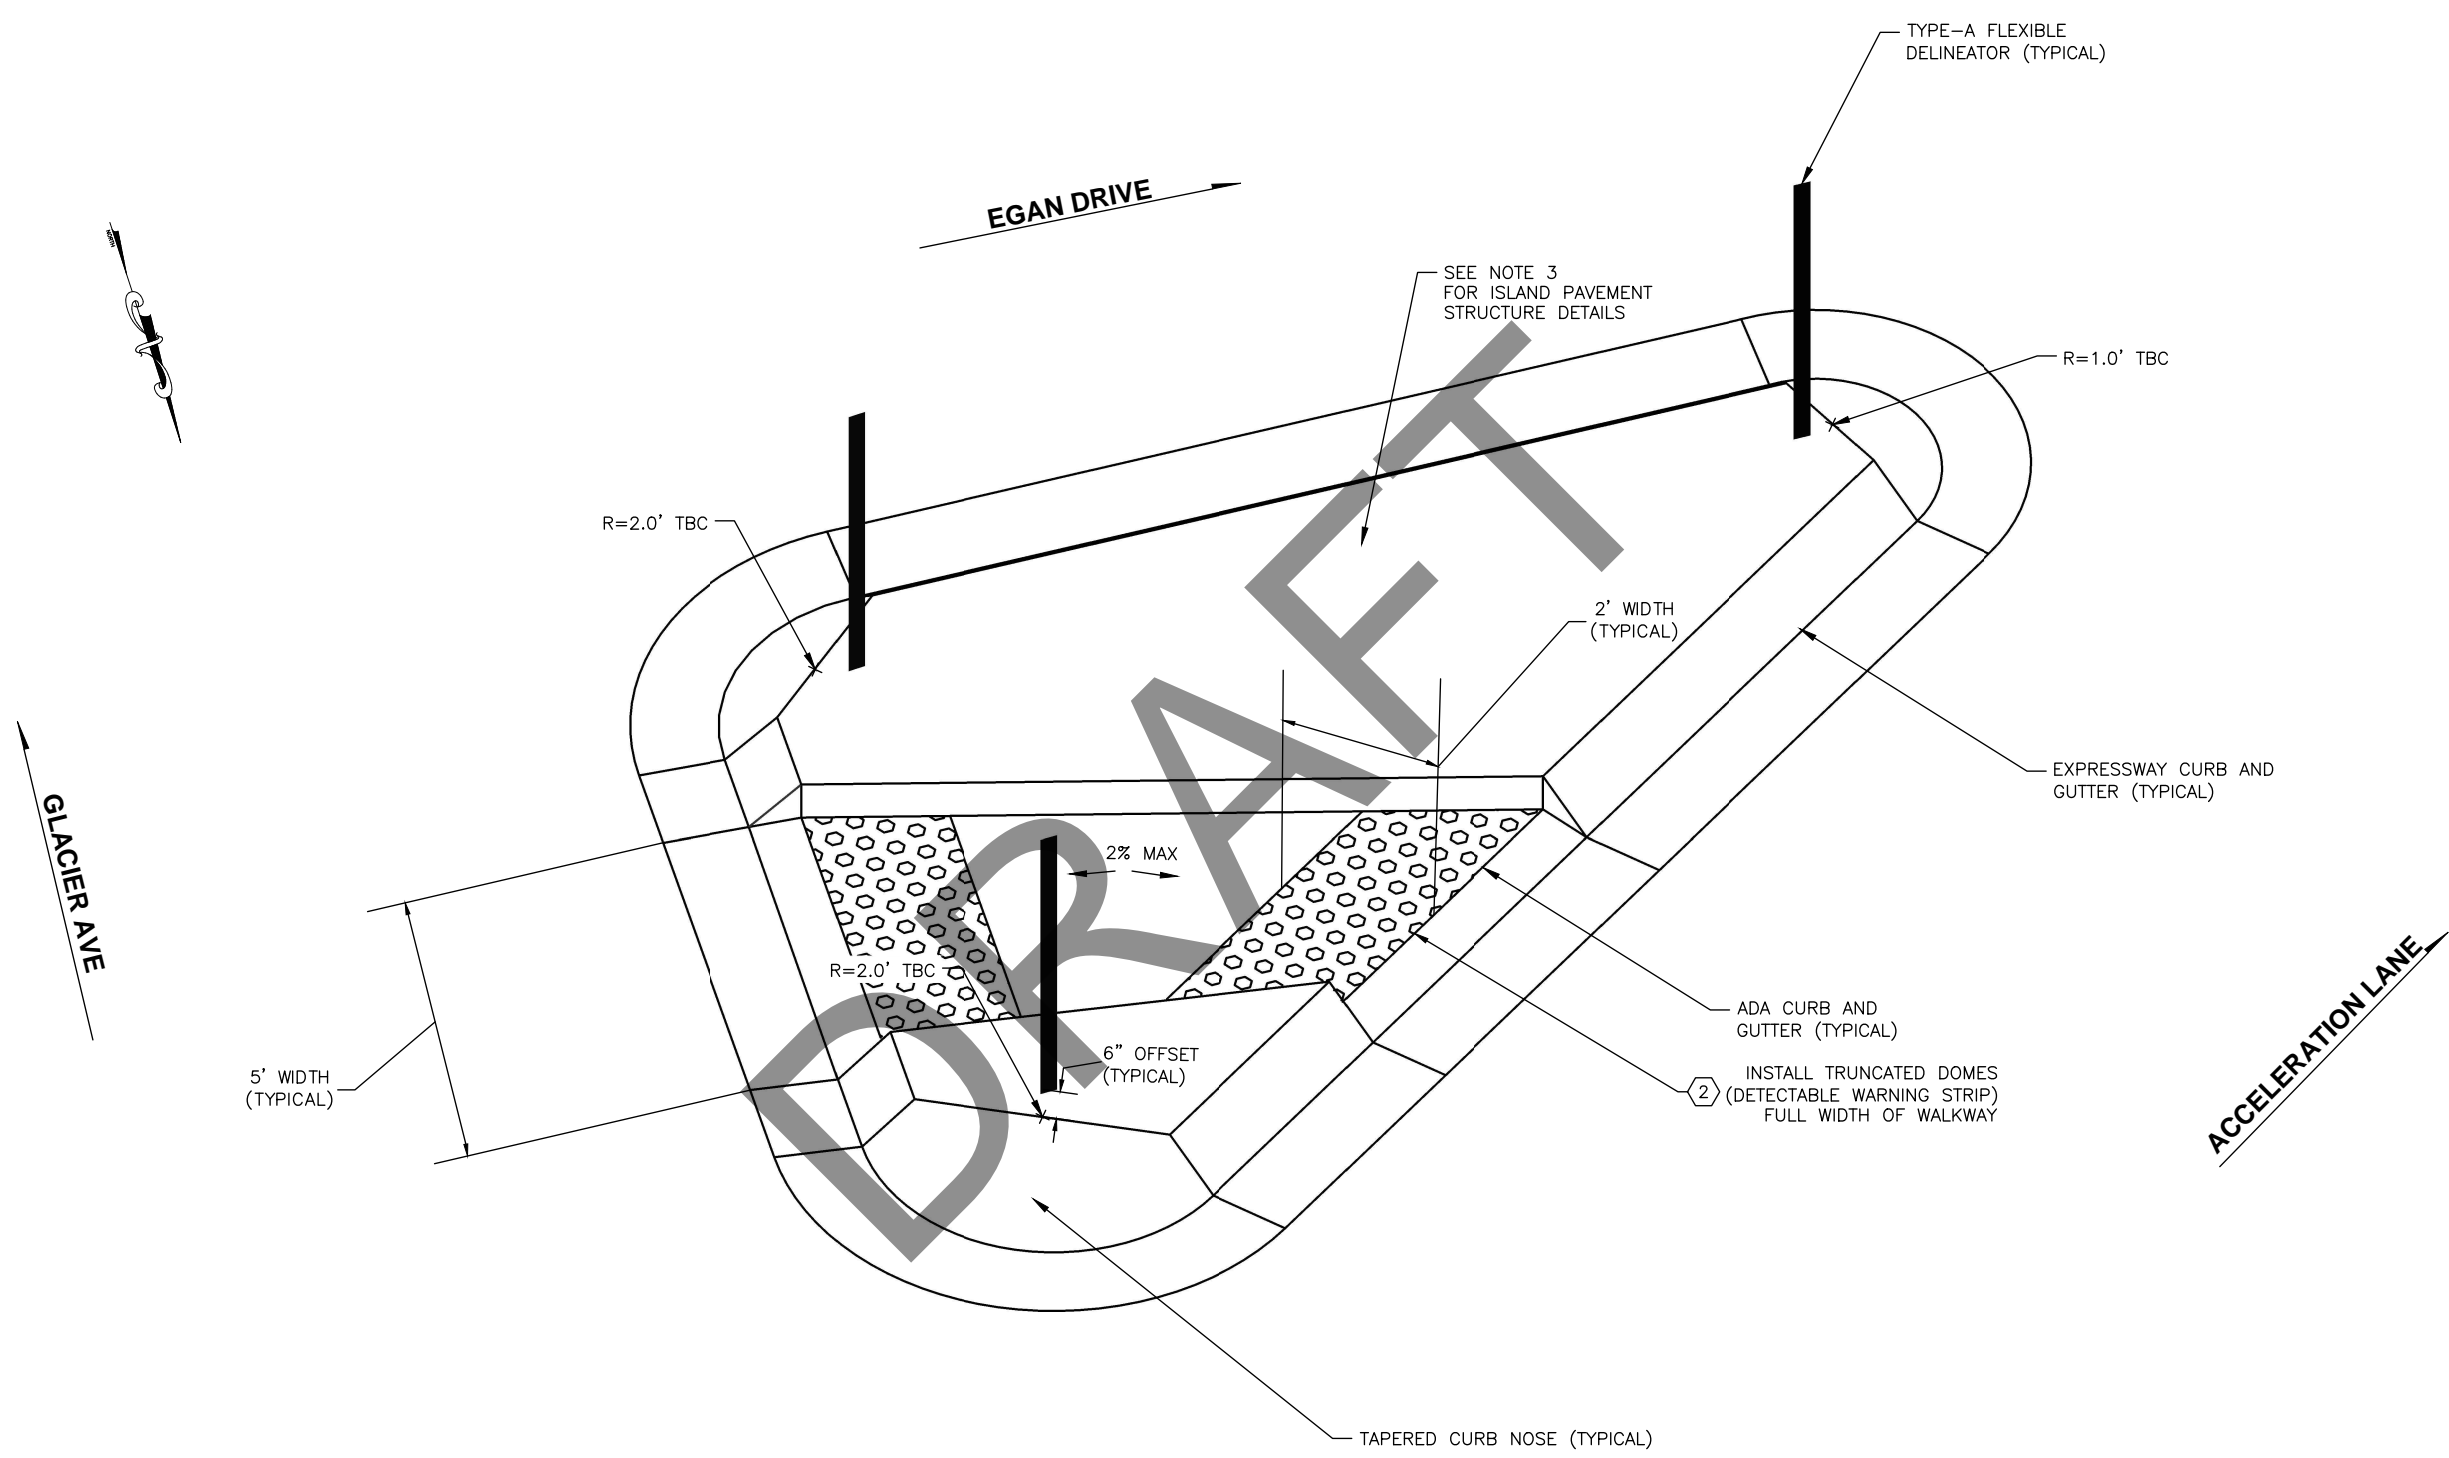 TYPE-A FLEXIBLE
DELINEATOR (TYPICAL)
EGAN DRIVE
NORTH
SEE NOTE 3
FOR ISLAND PAVEMENT
STRUCTURE DETAILS
R=1.0' TBC
R=2.0' TBC
2' WIDTH
(TYPICAL)
EXPRESSWAY CURB AND
GUTTER (TYPICAL)
GLACIER AVE
2% MAX
R=2.0' TBC
ADA CURB AND
GUTTER (TYPICAL)
6" OFFSET
(TYPICAL)
5' WIDTH
(TYPICAL)
2
INSTALL TRUNCATED DOMES
(DETECTABLE WARNING STRIP)
FULL WIDTH OF WALKWAY
ACCELERATION LANE
TAPERED CURB NOSE (TYPICAL)
DRAFT